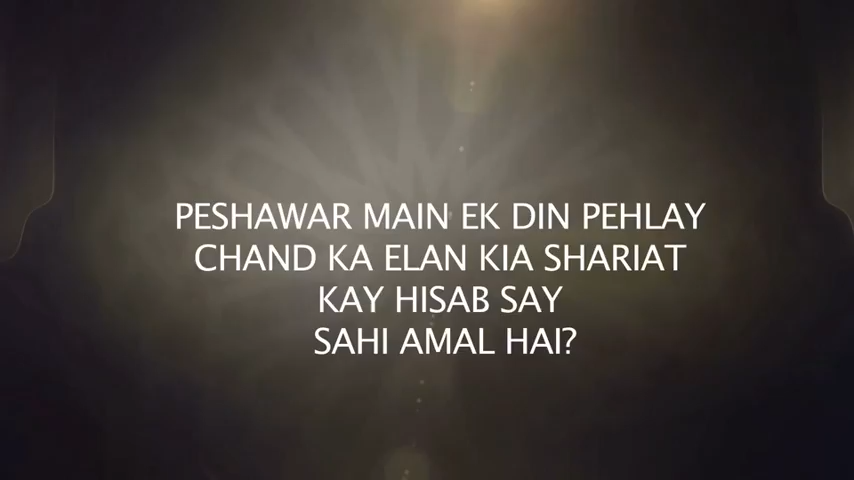 PESHAWAR MAIN EK DIN PEHLAY
CHAND KA ELAN KIA SHARIAT
KAY HISAB SAY
SAHI AMAL HAI?